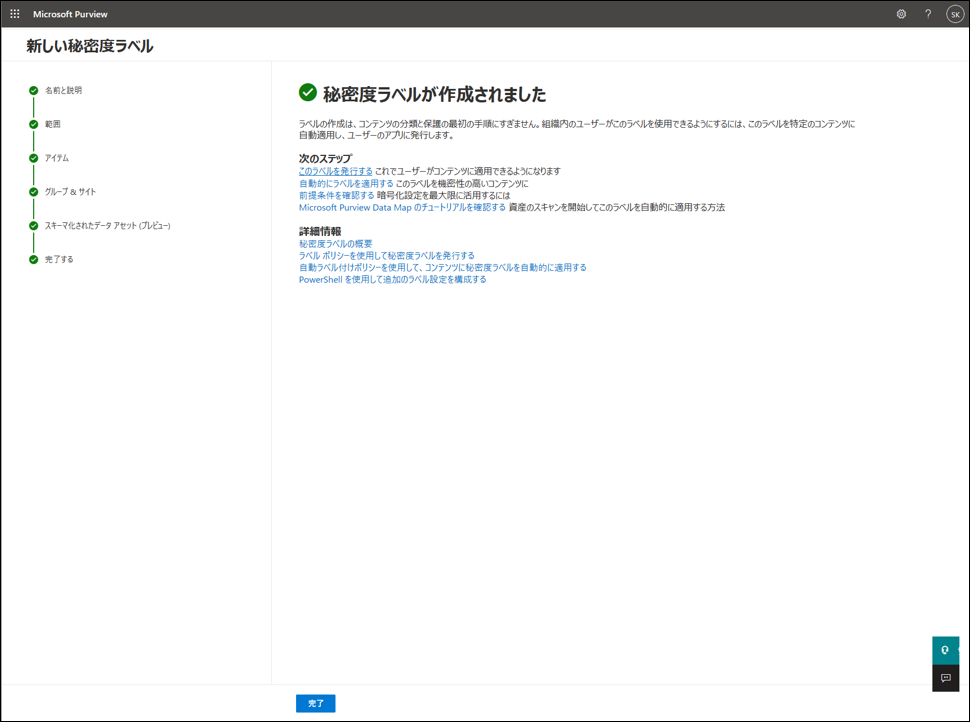 Microsoft Purview
?
SK
新しい秘密度ラベル
名前と説明
範囲
アイテム
グループ & サイト
スキーマ化されたデータ アセット (プレビュー)
完了する
秘密度ラベルが作成されました
ラベルの作成は、コンテンツの分類と保護の最初の手順にすぎません。組織内のユーザーがこのラベルを使用できるようにするには、このラベルを特定のコンテンツに
自動適用し、ユーザーのアプリに発行します。
次のステップ
このラベルを発行する これでユーザーがコンテンツに適用できるようになります
自動的にラベルを適用する このラベルを機密性の高いコンテンツに
前提条件を確認する 暗号化設定を最大限に活用するには
Microsoft Purview Data Map のチュートリアルを確認する 資産のスキャンを開始してこのラベルを自動的に適用する方法
詳細情報
秘密度ラベルの概要
ラベル ポリシーを使用して秘密度ラベルを発行する
自動ラベル付けポリシーを使用して、コンテンツに秘密度ラベルを自動的に適用する
PowerShell を使用して追加のラベル設定を構成する
完了